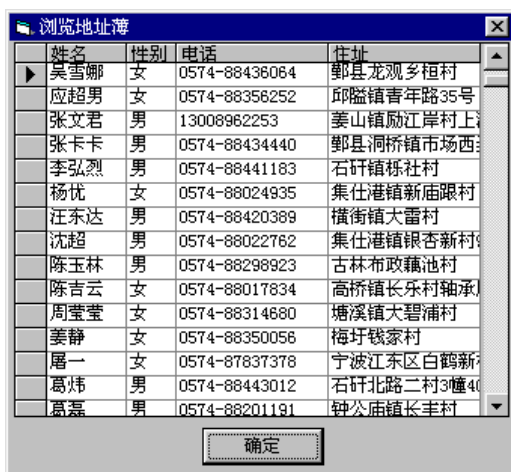 浏览地址薄
姓名 性别 电话 住址
吴雪娜 女 0574-88436064 鄞县龙观乡桓村
应超男 女 0574-88356252 邱隘镇青年路35号
张文君 男 13008962253 姜山镇励江岸村上
张卡卡 男 0574-88434440 鄞县洞桥镇市场西
李弘烈 男 0574-88441183 石矸镇栎社村
杨忧 女 0574-88024935 集仕港镇新庙跟村
汪东达 男 0574-88420389 横街镇大雷村
沈超 男 0574-88022762 集仕港镇银杏新村
陈玉林 男 0574-88298923 古林布政藕池村
陈吉云 女 0574-88017834 高桥镇长乐村轴承
周莹莹 女 0574-88314680 塘溪镇大碧浦村
姜静 女 0574-88350056 梅圩钱家村
屠一 女 0574-87837378 宁波江东区白鹤新
葛炜 男 0574-88443012 石矸北路二村3幢40
葛磊 男 0574-88201191 钟公庙镇长丰村
确定